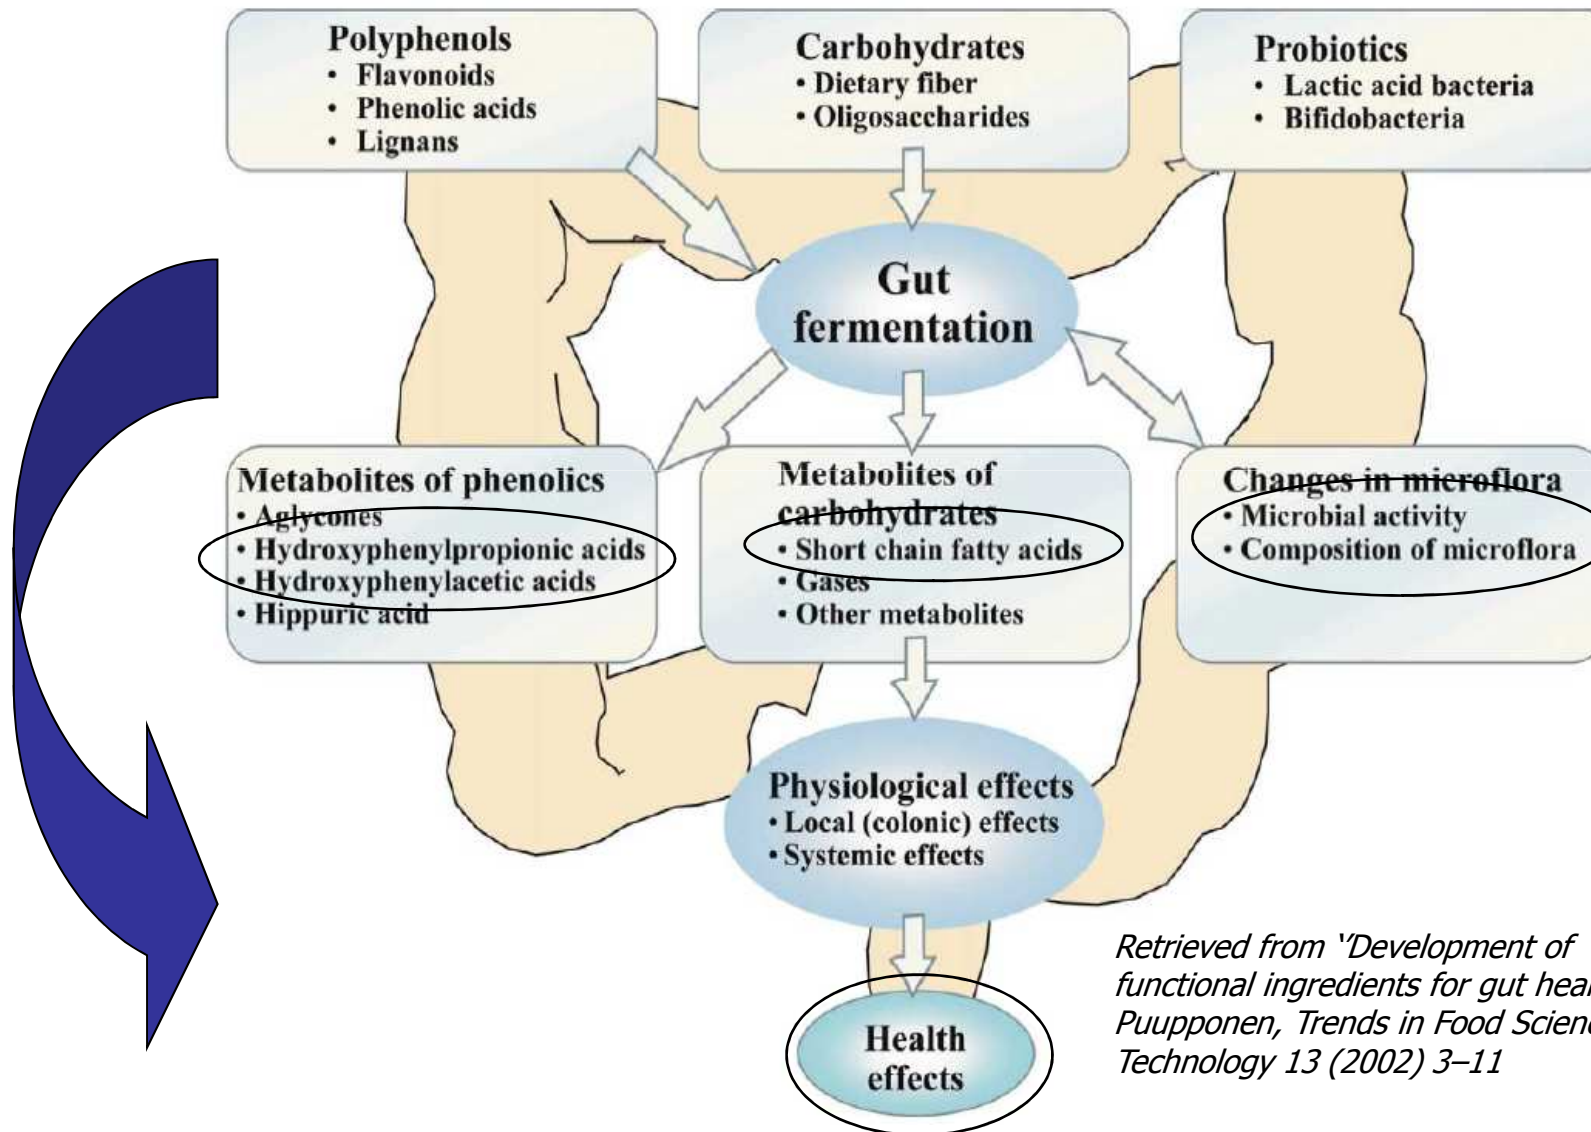 Polyphenols
• Flavonoids
• Phenolic acids
• Lignans
Carbohydrates
• Dietary fiber
• Oligosaccharides
Probiotics
• Lactic acid bacteria
• Bifidobacteria
Gut
fermentation
Metabolites of phenolics
• Aglycones
• Hydroxyphenylpropionic acids
• Hydroxyphenylacetic acids
• Hippuric acid
Metabolites of
carbohydrates
• Short chain fatty acids
• Gases
• Other metabolites
Changes in microflora
• Microbial activity
• Composition of microflora
Physiological effects
• Local (colonic) effects
• Systemic effects
Health
effects
Retrieved from “Development of
functional ingredients for gut
Puupponen, Trends in Food
Technology 13 (2002) 3–11